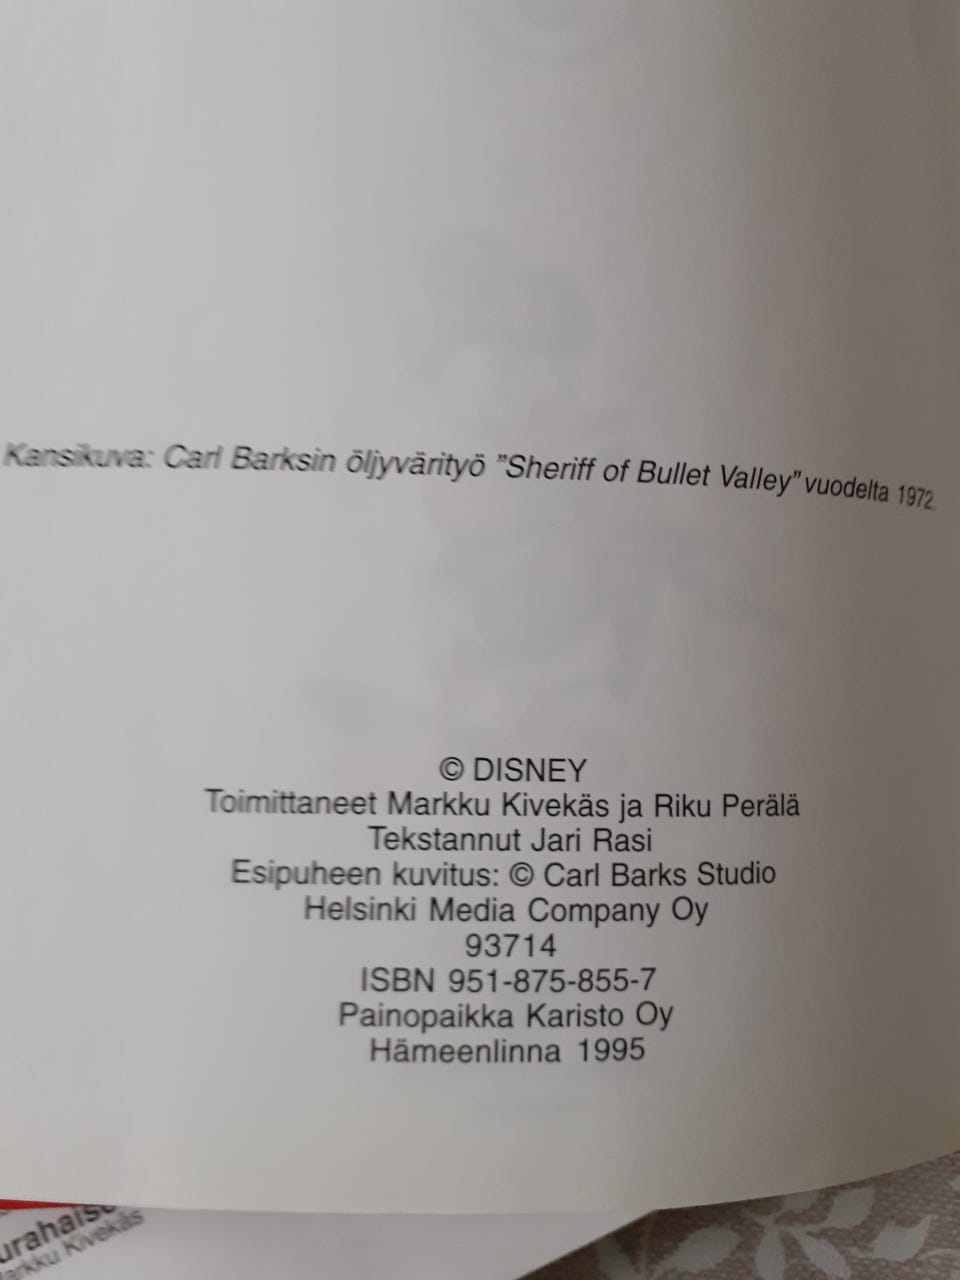 Kansikuva: Carl Barksin öljyvärityö "Sheriff of Bullet Valley" vuodelta 1972.
© DISNEY
Toimittaneet Markku Kivekäs ja Riku Perälä
Tekstannut Jari Rasi
Esipuheen kuvitus: © Carl Barks Studio
Helsinki Media Company Oy
93714
ISBN 951-875-855-7
Painopaikka Karisto Oy
Hämeenlinna 1995
Kivekäs